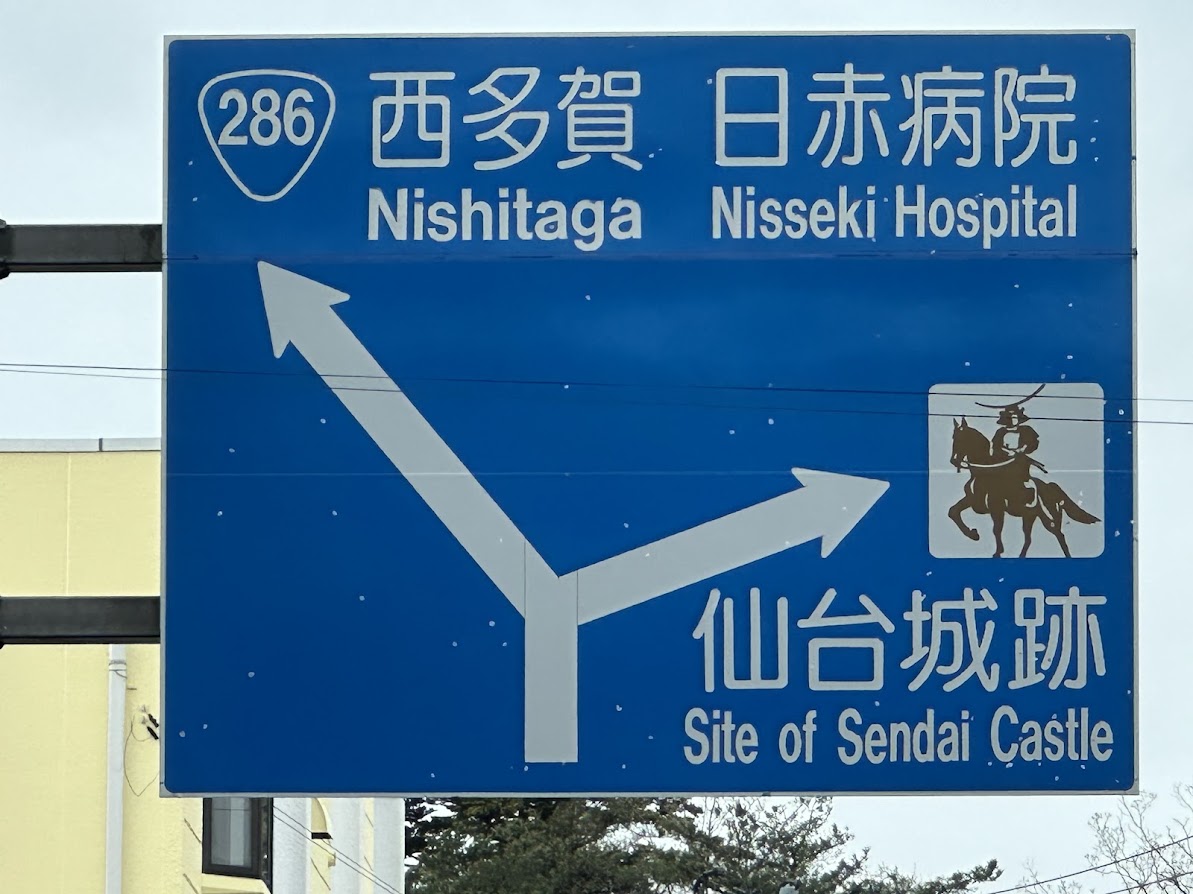 286 西多賀 日赤病院
Nishitaga Nisseki Hospital
仙台城跡
Site of Sendai Castle